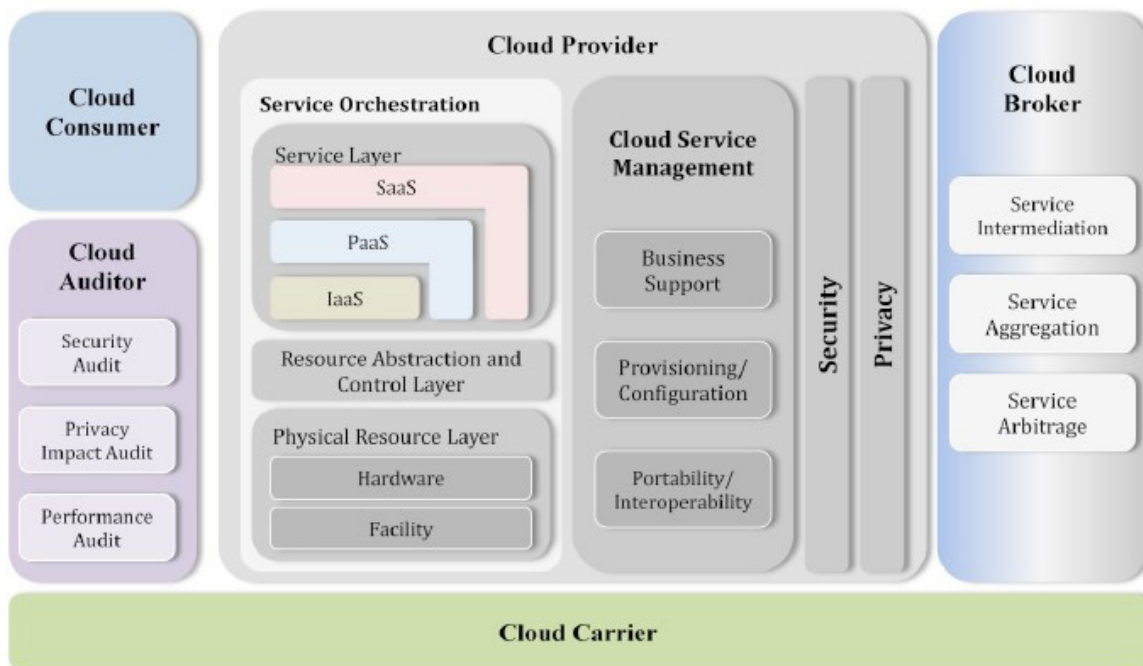 Cloud
Consumer
Cloud
Auditor
Security
Audit
Privacy
Impact Audit
Performance
Audit
Cloud Provider
Service Orchestration
Service Layer
SaaS
PaaS
IaaS
Resource Abstraction and
Control Layer
Physical Resource Layer
Hardware
Facility
Cloud Service
Management
Business
Support
Provisioning/
Configuration
Portability/
Interoperability
Security
Privacy
Cloud
Broker
Service
Intermediation
Service
Aggregation
Service
Arbitrage
Cloud Carrier